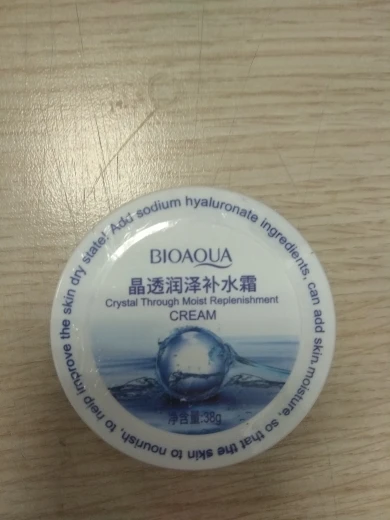 BIOAQUA
晶透润泽补水霜
Crystal Through Moist Replenishment
CREAM
净含量:38g
Add sodium hyaluronate ingredients, can add skin moisture, so that the skin to nourish, to help improve the skin dry state!